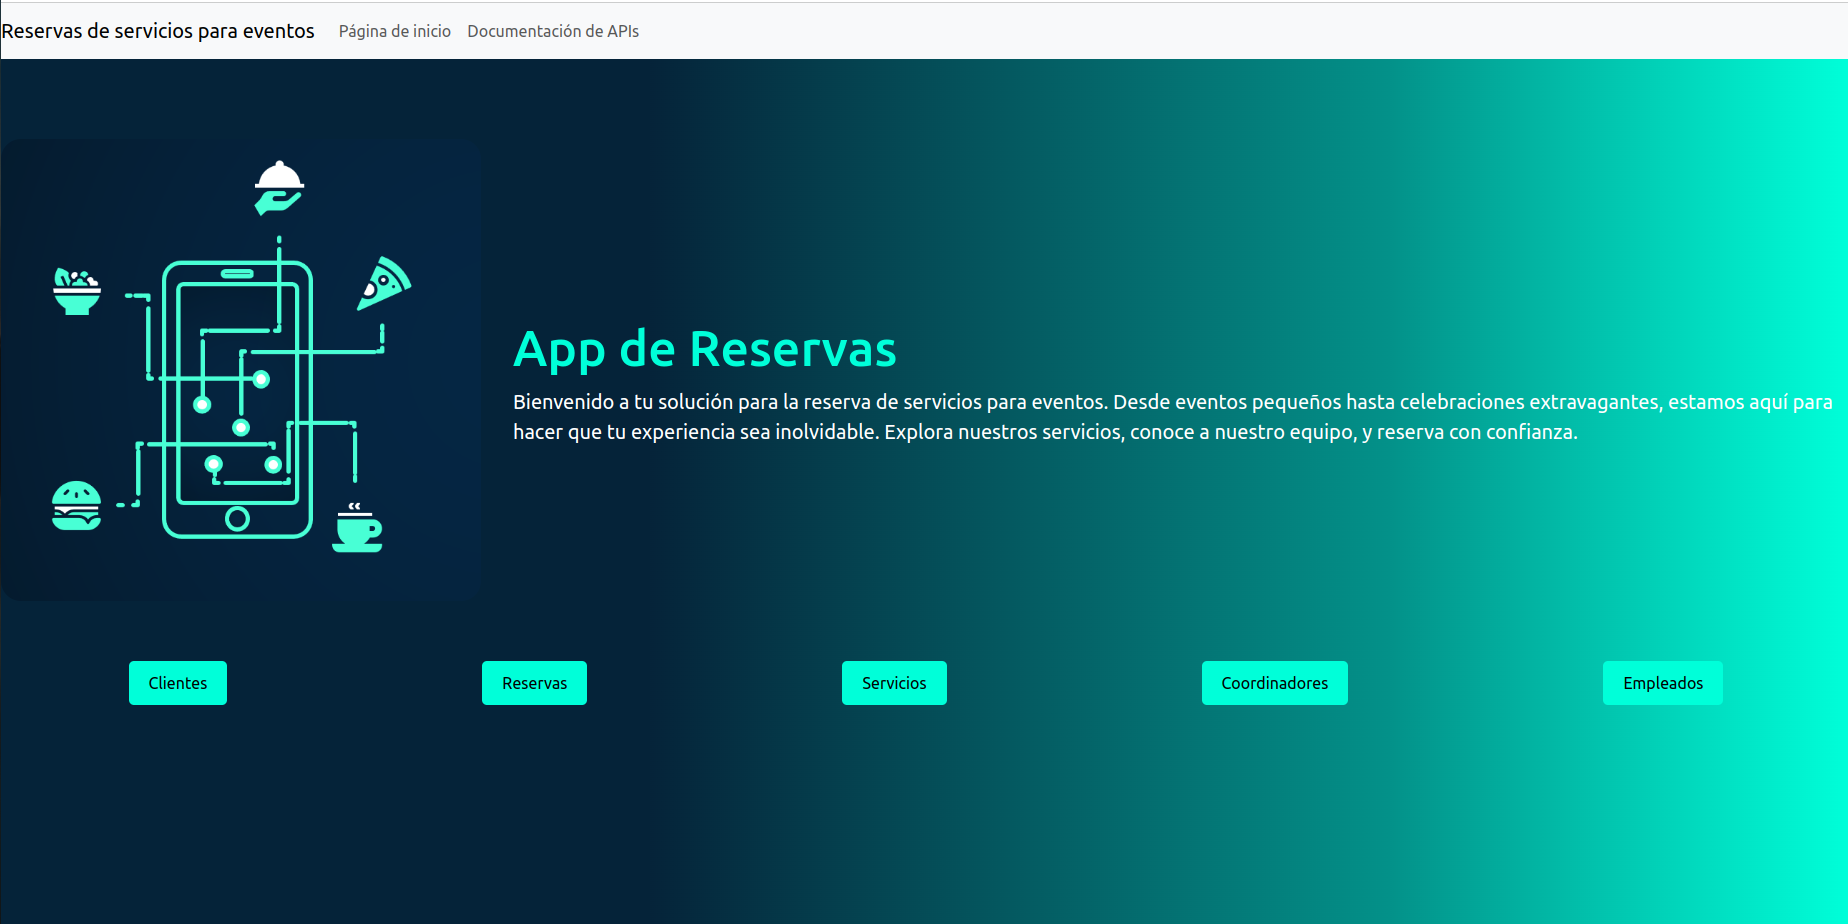 Reservas de servicios para eventos Página de inicio Documentación de APIs
App de Reservas
Bienvenido a tu solución para la reserva de servicios para eventos. Desde eventos pequeños hasta celebraciones extravagantes, estamos aquí para
hacer que tu experiencia sea inolvidable. Explora nuestros servicios, conoce a nuestro equipo, y reserva con confianza.
Clientes Reservas Servicios Coordinadores Empleados